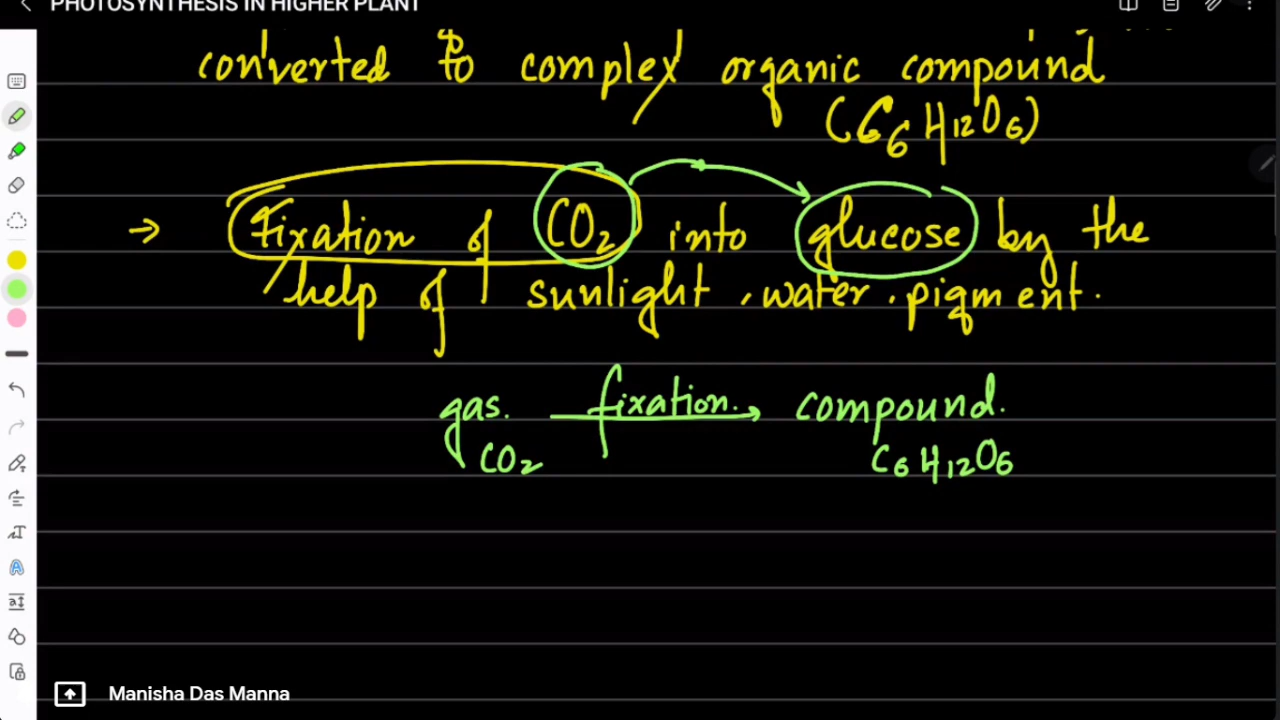 PHOTOSYNTHESIS IN HIGHER PLANT
converted to complex organic compound
(C6H12O6)
→ Fixation of CO2 into glucose by the
help of sunlight, water, pigment.
gas. fixation. → compound.
CO2 C6H12O6
Manisha Das Manna